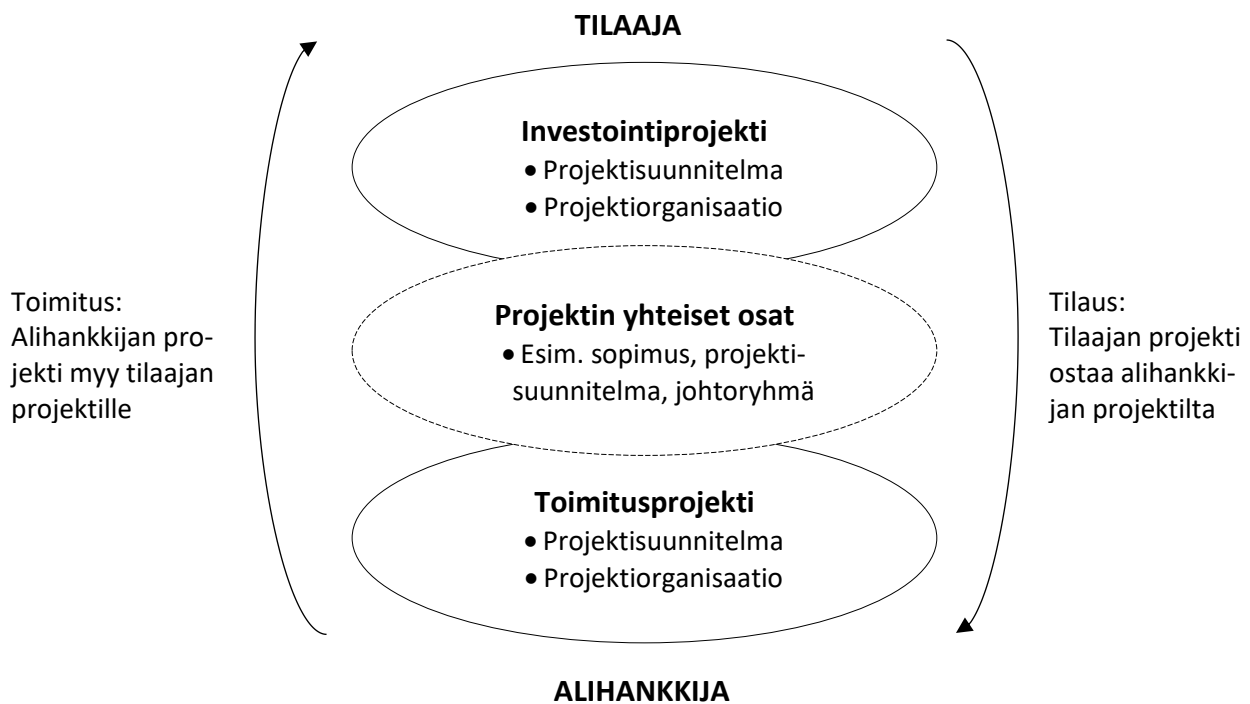 TILAAJA
Investointiprojekti
• Projektisuunnitelma
• Projektiorganisaatio
Toimitus:
Alihankkijan pro-
jekti myy tilaajan
projektille
Projektin yhteiset osat
• Esim. sopimus, projekti-
suunnitelma, johtoryhmä
Tilaus:
Tilaajan projekti
ostaa alihankki-
jan projektilta
Toimitusprojekti
• Projektisuunnitelma
• Projektiorganisaatio
ALIHANKKIJA